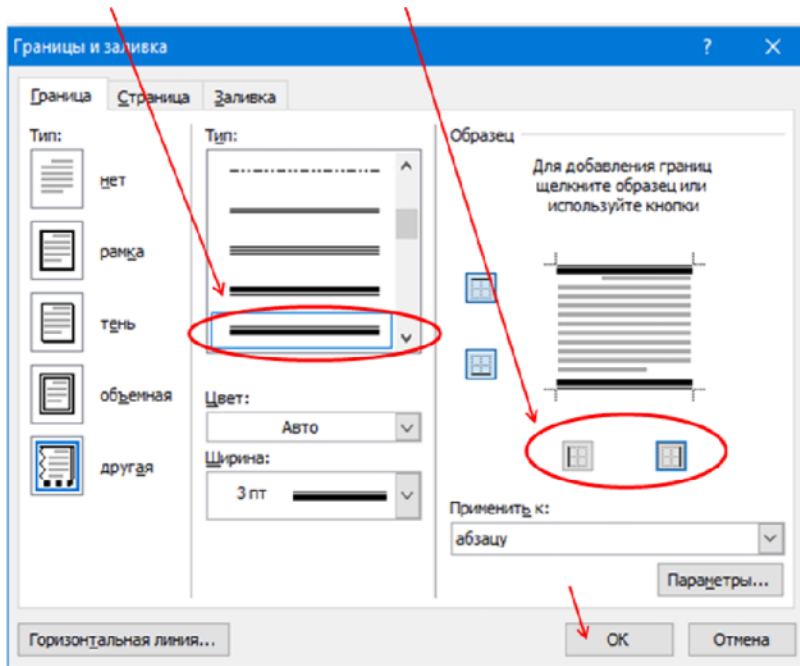 Границы и заливка ? ×
Граница Страница Заливка
Тип:
нет
рамка
тень
объемная
другая
Тип:
Цвет:
Авто
Ширина:
3 пт
Образец
Для добавления границ
щелкните образец или
используйте кнопки
Применить к:
абзацу
Параметры...
Горизонтальная линия...
ОК
Отмена